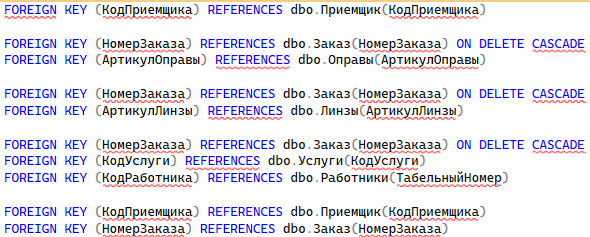 FOREIGN KEY (КодПриемщика) REFERENCES dbo.Приемщик(КодПриемщика)
FOREIGN KEY (НомерЗаказа) REFERENCES dbo.Заказ(НомерЗаказа) ON DELETE CASCADE
FOREIGN KEY (АртикулОправы) REFERENCES dbo.Оправы(АртикулОправы)
FOREIGN KEY (НомерЗаказа) REFERENCES dbo.Заказ(НомерЗаказа) ON DELETE CASCADE
FOREIGN KEY (АртикулЛинзы) REFERENCES dbo.Линзы(АртикулЛинзы)
FOREIGN KEY (НомерЗаказа) REFERENCES dbo.Заказ(НомерЗаказа) ON DELETE CASCADE
FOREIGN KEY (КодУслуги) REFERENCES dbo.Услуги(КодУслуги)
FOREIGN KEY (КодРаботника) REFERENCES dbo.Работники(ТабельныйНомер)
FOREIGN KEY (КодПриемщика) REFERENCES dbo.Приемщик(КодПриемщика)
FOREIGN KEY (НомерЗаказа) REFERENCES dbo.Заказ(НомерЗаказа)